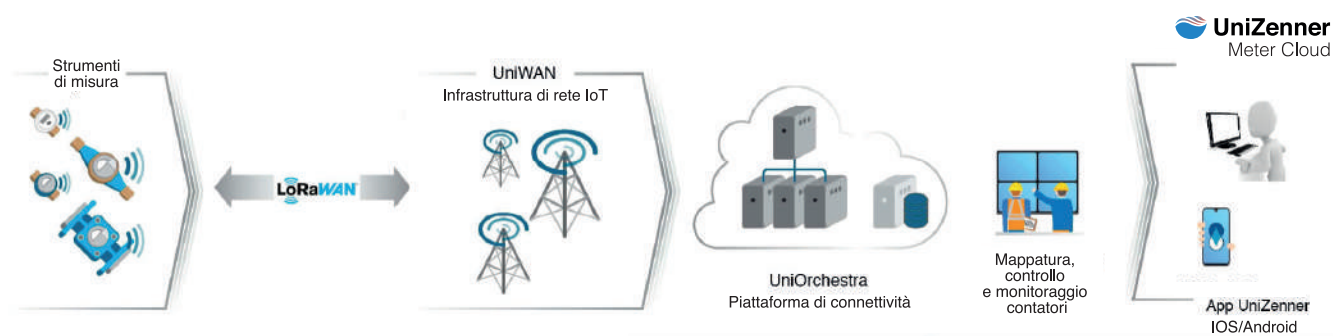 Strumenti
di misura
LoRaWAN
UniWAN
Infrastruttura di rete IoT
UniOrchestra
Piattaforma di connettività
Mappatura,
controllo
e monitoraggio
contatori
UniZenner
Meter Cloud
App UniZenner
IOS/Android